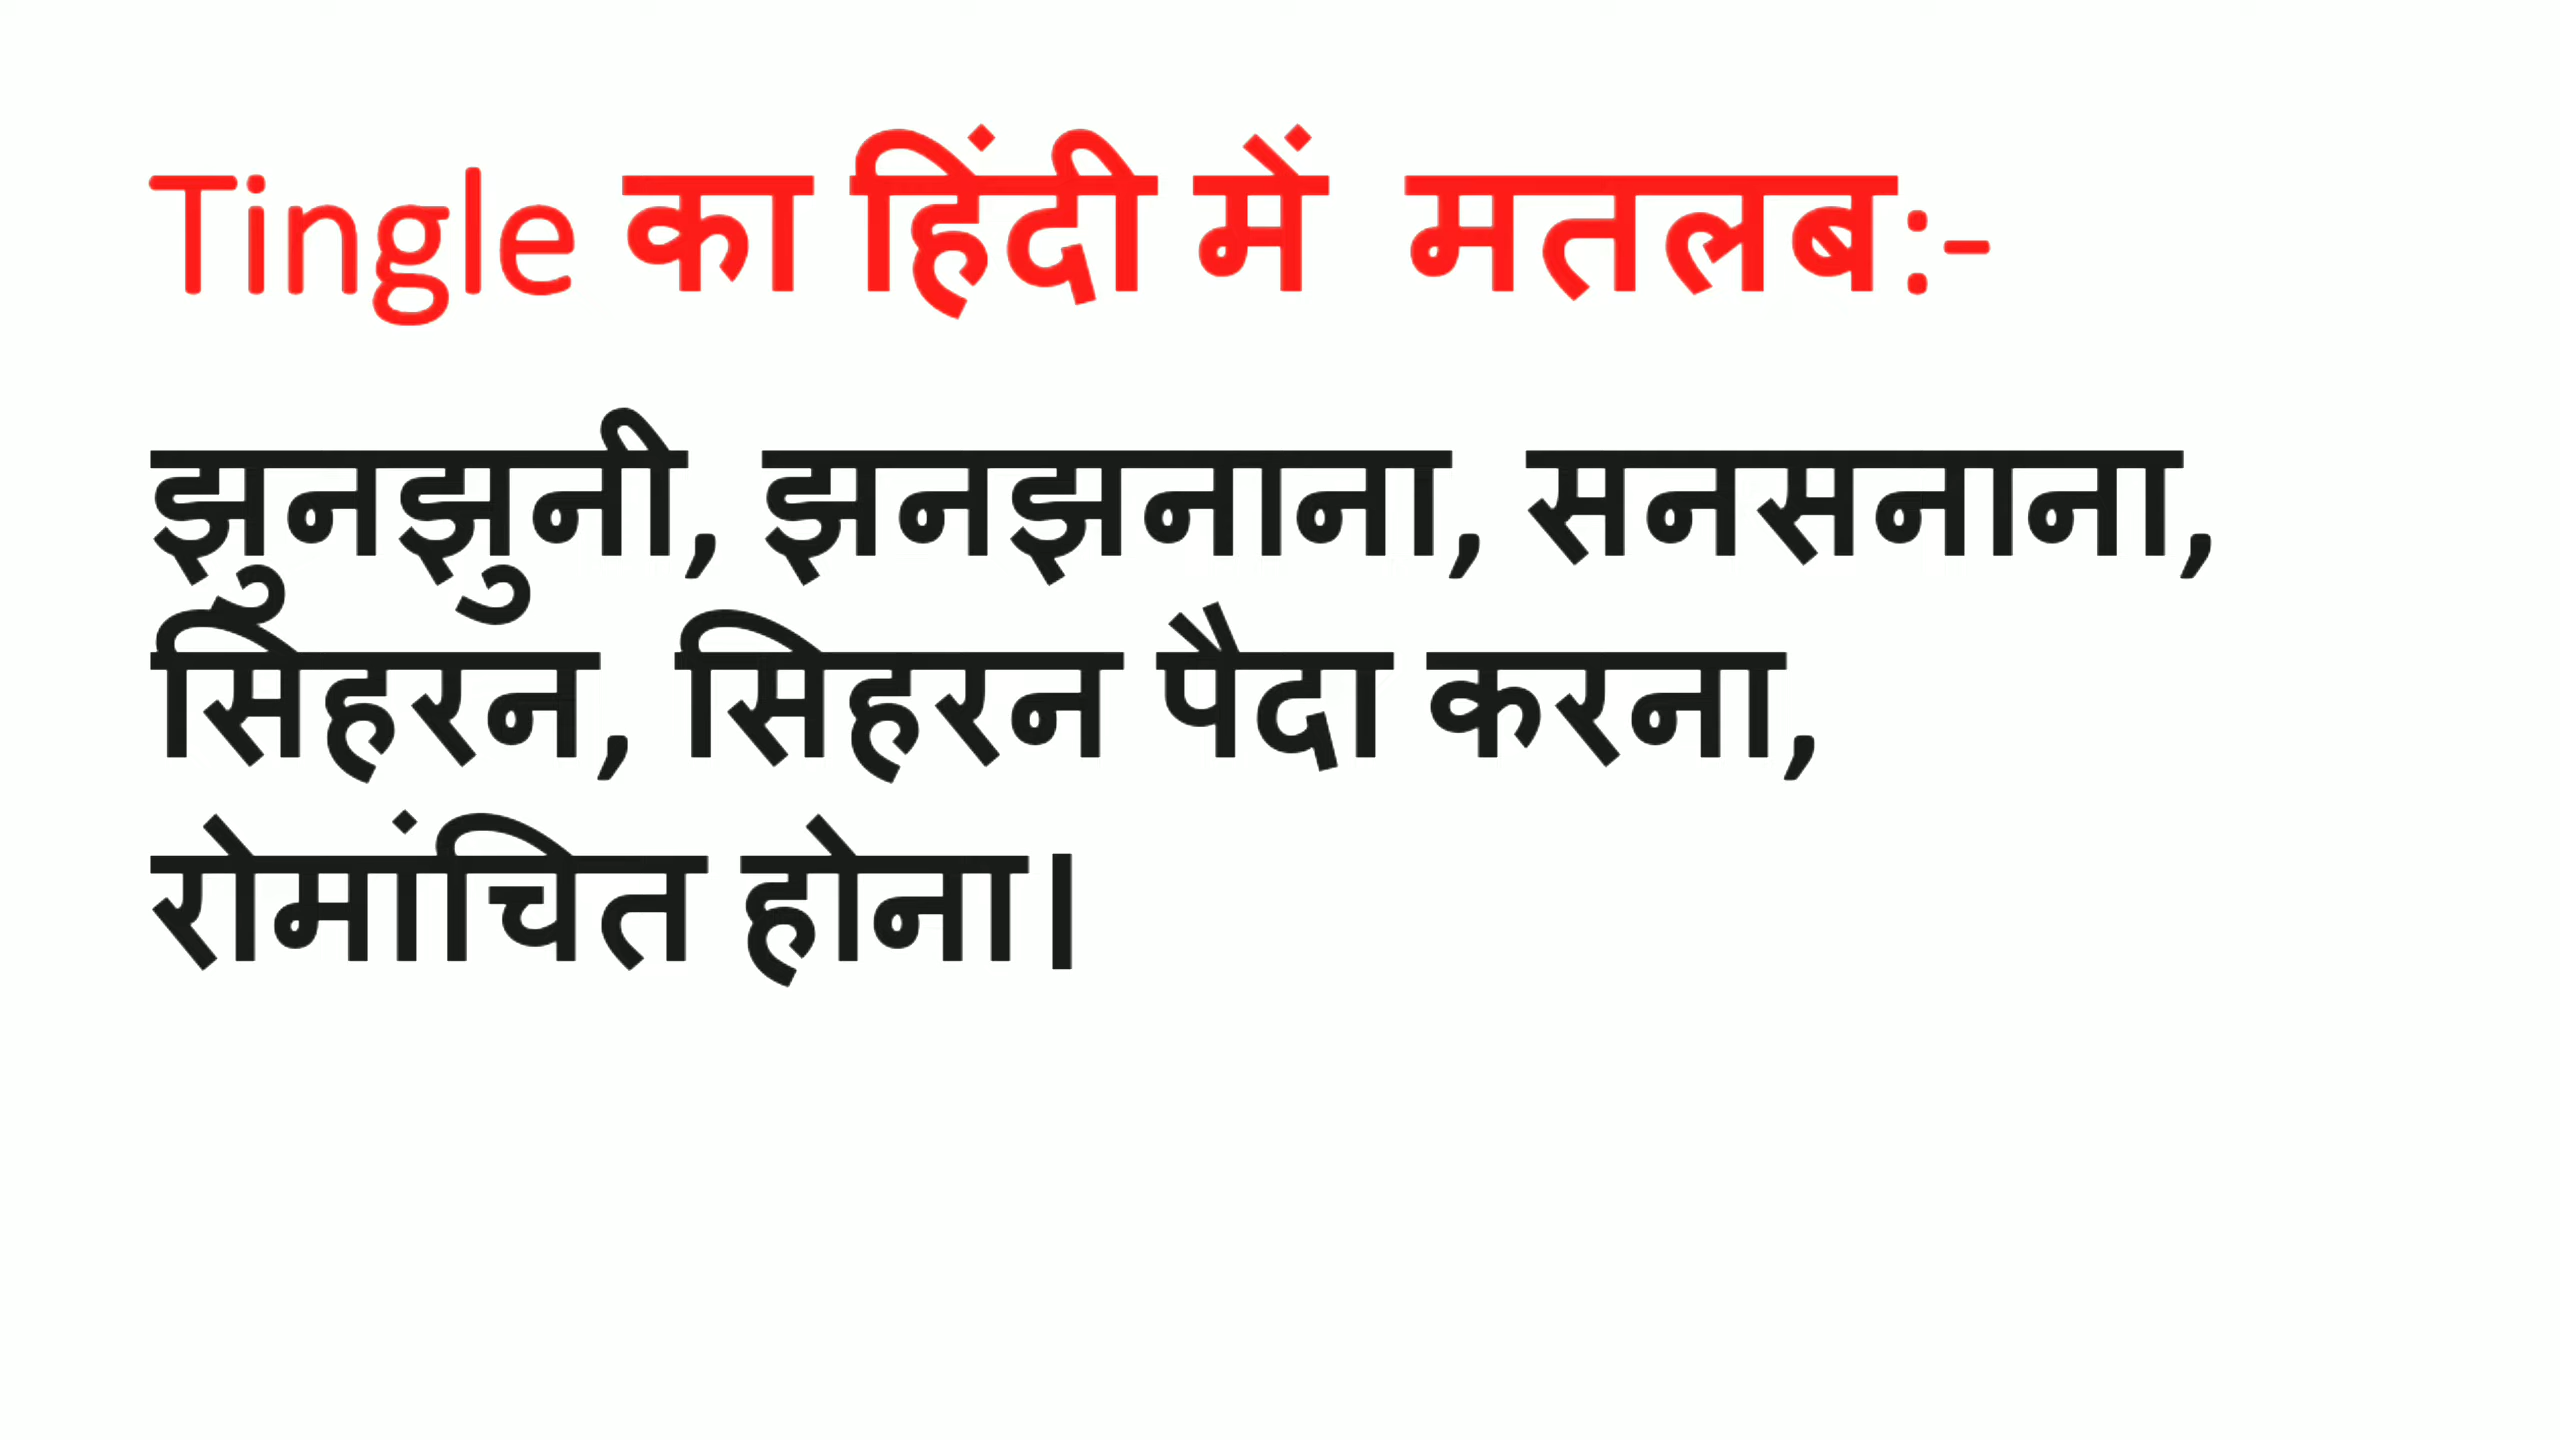 Tingle का हिंदी में मतलब:-
झुनझुनी, झनझनाना, सनसनाना,
सिहरन, सिहरन पैदा करना,
रोमांचित होना।